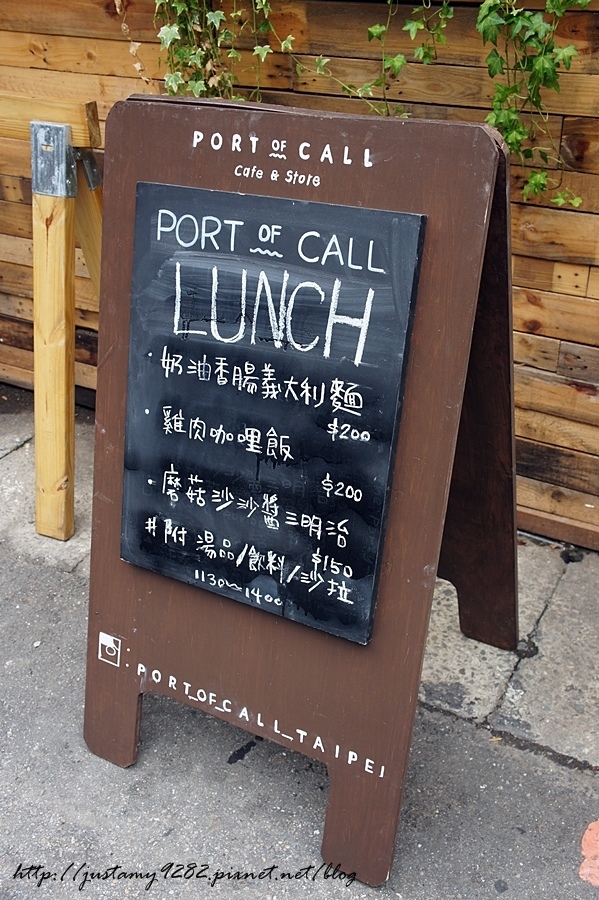 PORT OF CALL
Cafe & Store
PORT OF CALL
LUNCH
·奶油香腸義大利麵
$200
·雞肉咖哩飯
$200
·蘑菇沙沙醬三明治
$150
#附 湯品/飲料/沙拉
1130~1400
: PORT_OF_CALL_TAIPEI
http://justamy9282.pixnet.net/blog